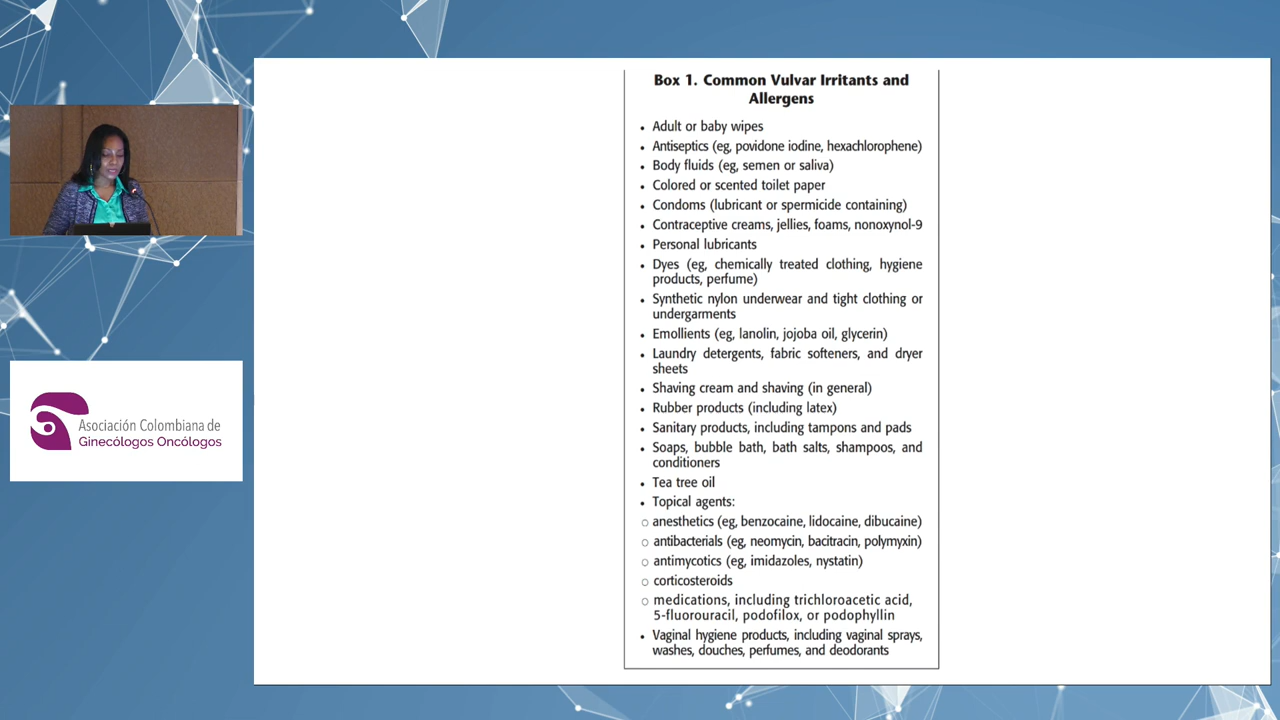 Box 1. Common Vulvar Irritants and
Allergens
• Adult or baby wipes
• Antiseptics (eg, povidone iodine, hexachlorophene)
• Body fluids (eg, semen or saliva)
• Colored or scented toilet paper
• Condoms (lubricant or spermicide containing)
• Contraceptive creams, jellies, foams, nonoxynol-9
• Personal lubricants
• Dyes (eg, chemically treated clothing, hygiene
products, perfume)
• Synthetic nylon underwear and tight clothing or
undergarments
• Emollients (eg, lanolin, jojoba oil, glycerin)
• Laundry detergents, fabric softeners, and dryer
sheets
• Shaving cream and shaving (in general)
• Rubber products (including latex)
• Sanitary products, including tampons and pads
• Soaps, bubble bath, bath salts, shampoos, and
conditioners
• Tea tree oil
• Topical agents:
○ anesthetics (eg, benzocaine, lidocaine, dibucaine)
○ antibacterials (eg, neomycin, bacitracin, polymyxin)
○ antimycotics (eg, imidazoles, nystatin)
○ corticosteroids
○ medications, including trichloroacetic acid,
5-fluorouracil, podofilox, or podophyllin
• Vaginal hygiene products, including vaginal sprays,
washes, douches, perfumes, and deodorants
Asociación Colombiana de
Ginecólogos Oncólogos